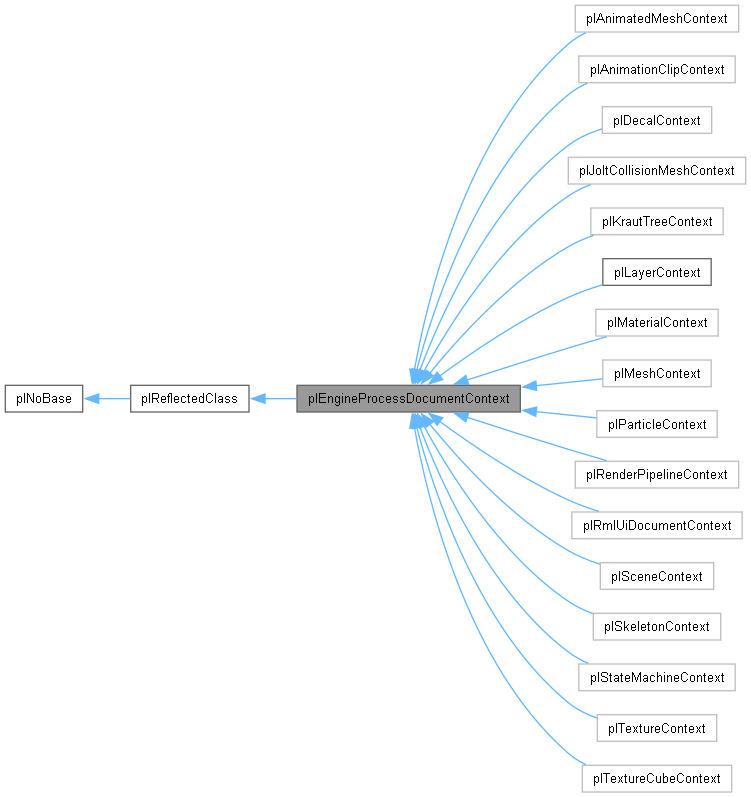 plAnimatedMeshContext
plAnimationClipContext
plDecalContext
plJoltCollisionMeshContext
plKrautTreeContext
plLayerContext
plMaterialContext
plMeshContext
plNoBase
plReflectedClass
plEngineProcessDocumentContext
plParticleContext
plRenderPipelineContext
plRmlUiDocumentContext
plSceneContext
plSkeletonContext
plStateMachineContext
plTextureContext
plTextureCubeContext